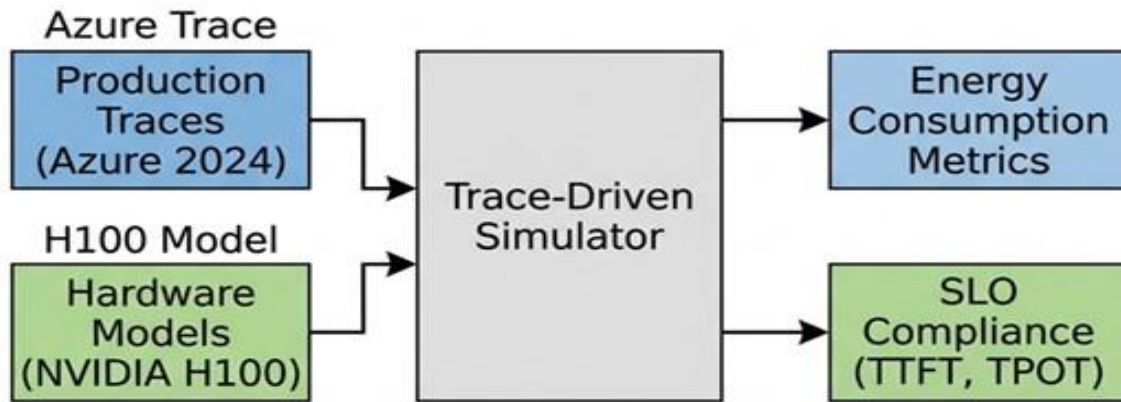 Azure Trace
Production
Traces
(Azure 2024)
H100 Model
Hardware
Models
(NVIDIA H100)
Trace-Driven
Simulator
Energy
Consumption
Metrics
SLO
Compliance
(TTFT, TPOT)